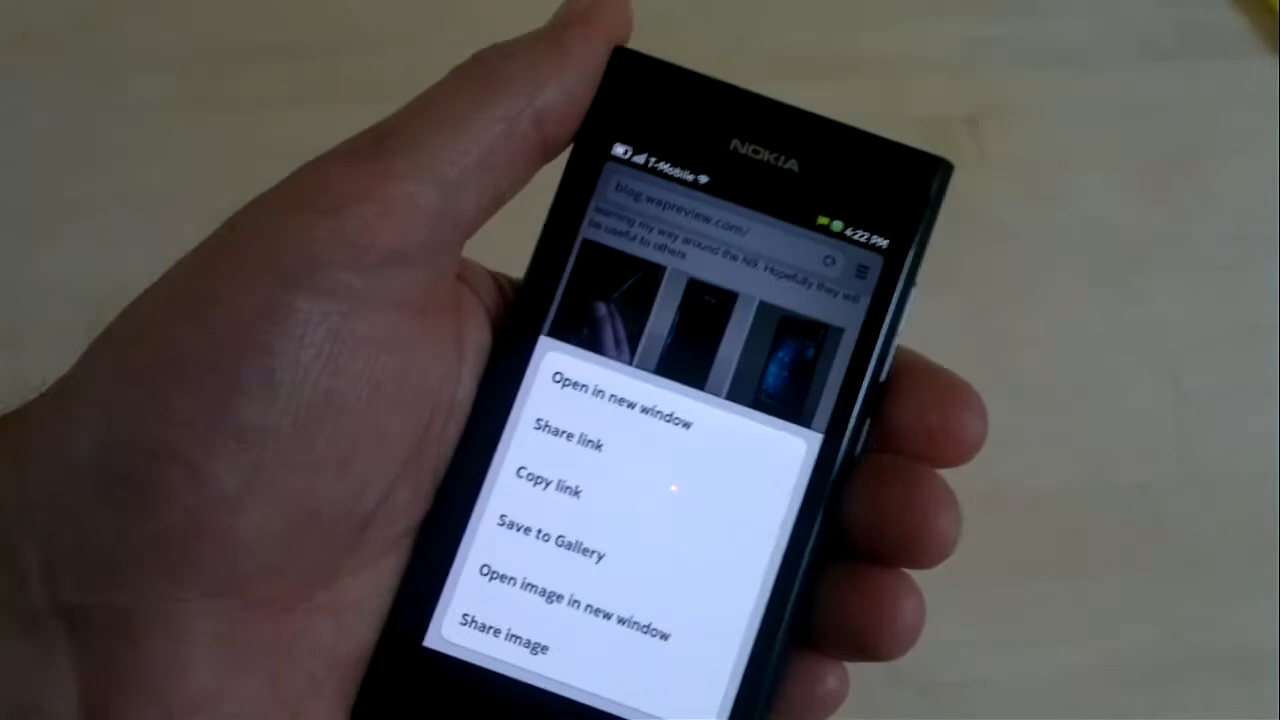 NOKIA
T-Mobile
4:22 PM
blog.wapreview.com/
learning my way around the N9. Hopefully they will
be useful to others
Open in new window
Share link
Copy link
Save to Gallery
Open image in new window
Share image